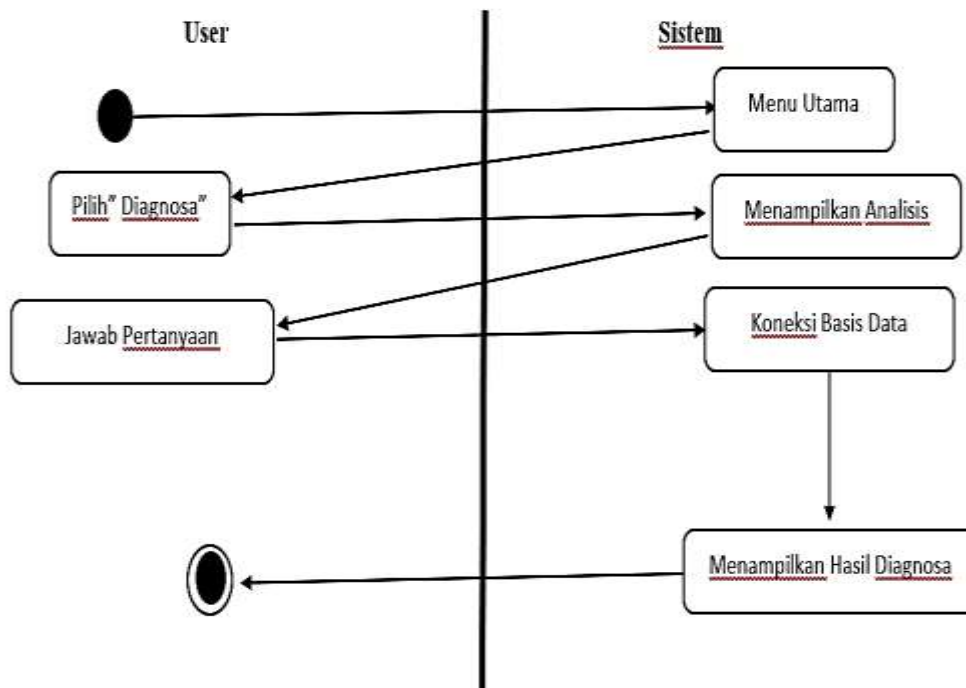 User
Sistem
Menu Utama
Pilih” Diagnosa”
Menampilkan Analisis
Jawab Pertanyaan
Koneksi Basis Data
Menampilkan Hasil Diagnosa